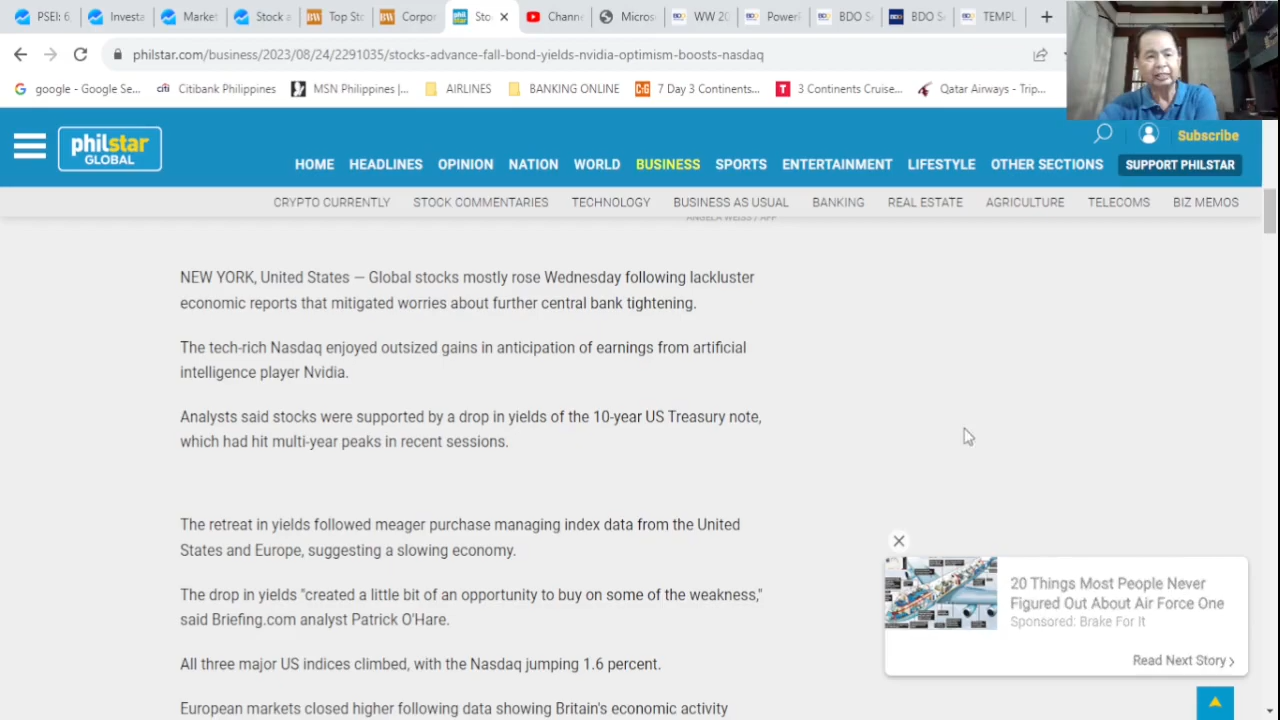 PSEI: 6,
Investa
Market
Stock a
Top Sto
Corpor
Sto
Chann
Micros
WW 20
Power
BDO S
BDO S
TEMPL
philstar.com/business/2023/08/24/2291035/stocks-advance-fall-bond-yields-nvidia-optimism-boosts-nasdaq
google - Google Se...
Citibank Philippines
MSN Philippines |...
AIRLINES
BANKING ONLINE
7 Day 3 Continents...
3 Continents Cruise...
Qatar Airways - Trip...
philstar
GLOBAL
Subscribe
HOME HEADLINES OPINION NATION WORLD BUSINESS SPORTS ENTERTAINMENT LIFESTYLE OTHER SECTIONS SUPPORT PHILSTAR
CRYPTO CURRENTLY STOCK COMMENTARIES TECHNOLOGY BUSINESS AS USUAL BANKING REAL ESTATE AGRICULTURE TELECOMS BIZ MEMOS
NEW YORK, United States — Global stocks mostly rose Wednesday following lackluster
economic reports that mitigated worries about further central bank tightening.
The tech-rich Nasdaq enjoyed outsized gains in anticipation of earnings from artificial
intelligence player Nvidia.
Analysts said stocks were supported by a drop in yields of the 10-year US Treasury note,
which had hit multi-year peaks in recent sessions.
The retreat in yields followed meager purchase managing index data from the United
States and Europe, suggesting a slowing economy.
The drop in yields "created a little bit of an opportunity to buy on some of the weakness,"
said Briefing.com analyst Patrick O'Hare.
All three major US indices climbed, with the Nasdaq jumping 1.6 percent.
European markets closed higher following data showing Britain's economic activity
20 Things Most People Never
Figured Out About Air Force One
Sponsored: Brake For It
Read Next Story